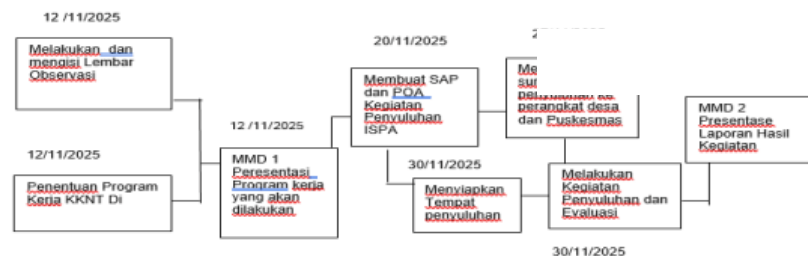 12 /11/2025
Melakukan dan
mengisi Lembar
Observasi
12/11/2025
Penentuan Program
Kerja KKNT Di
12 /11/2025
MMD 1
Peresentasi
Program kerja
yang akan
dilakukan
20/11/2025
Membuat SAP
dan POA
Kegiatan
Penyuluhan
ISPA
30/11/2025
Menyiapkan
Tempat
penyuluhan
perangkat desa
dan Puskesmas
Melakukan
Kegiatan
Penyuluhan dan
Evaluasi
30/11/2025
MMD 2
Presentase
Laporan Hasil
Kegiatan